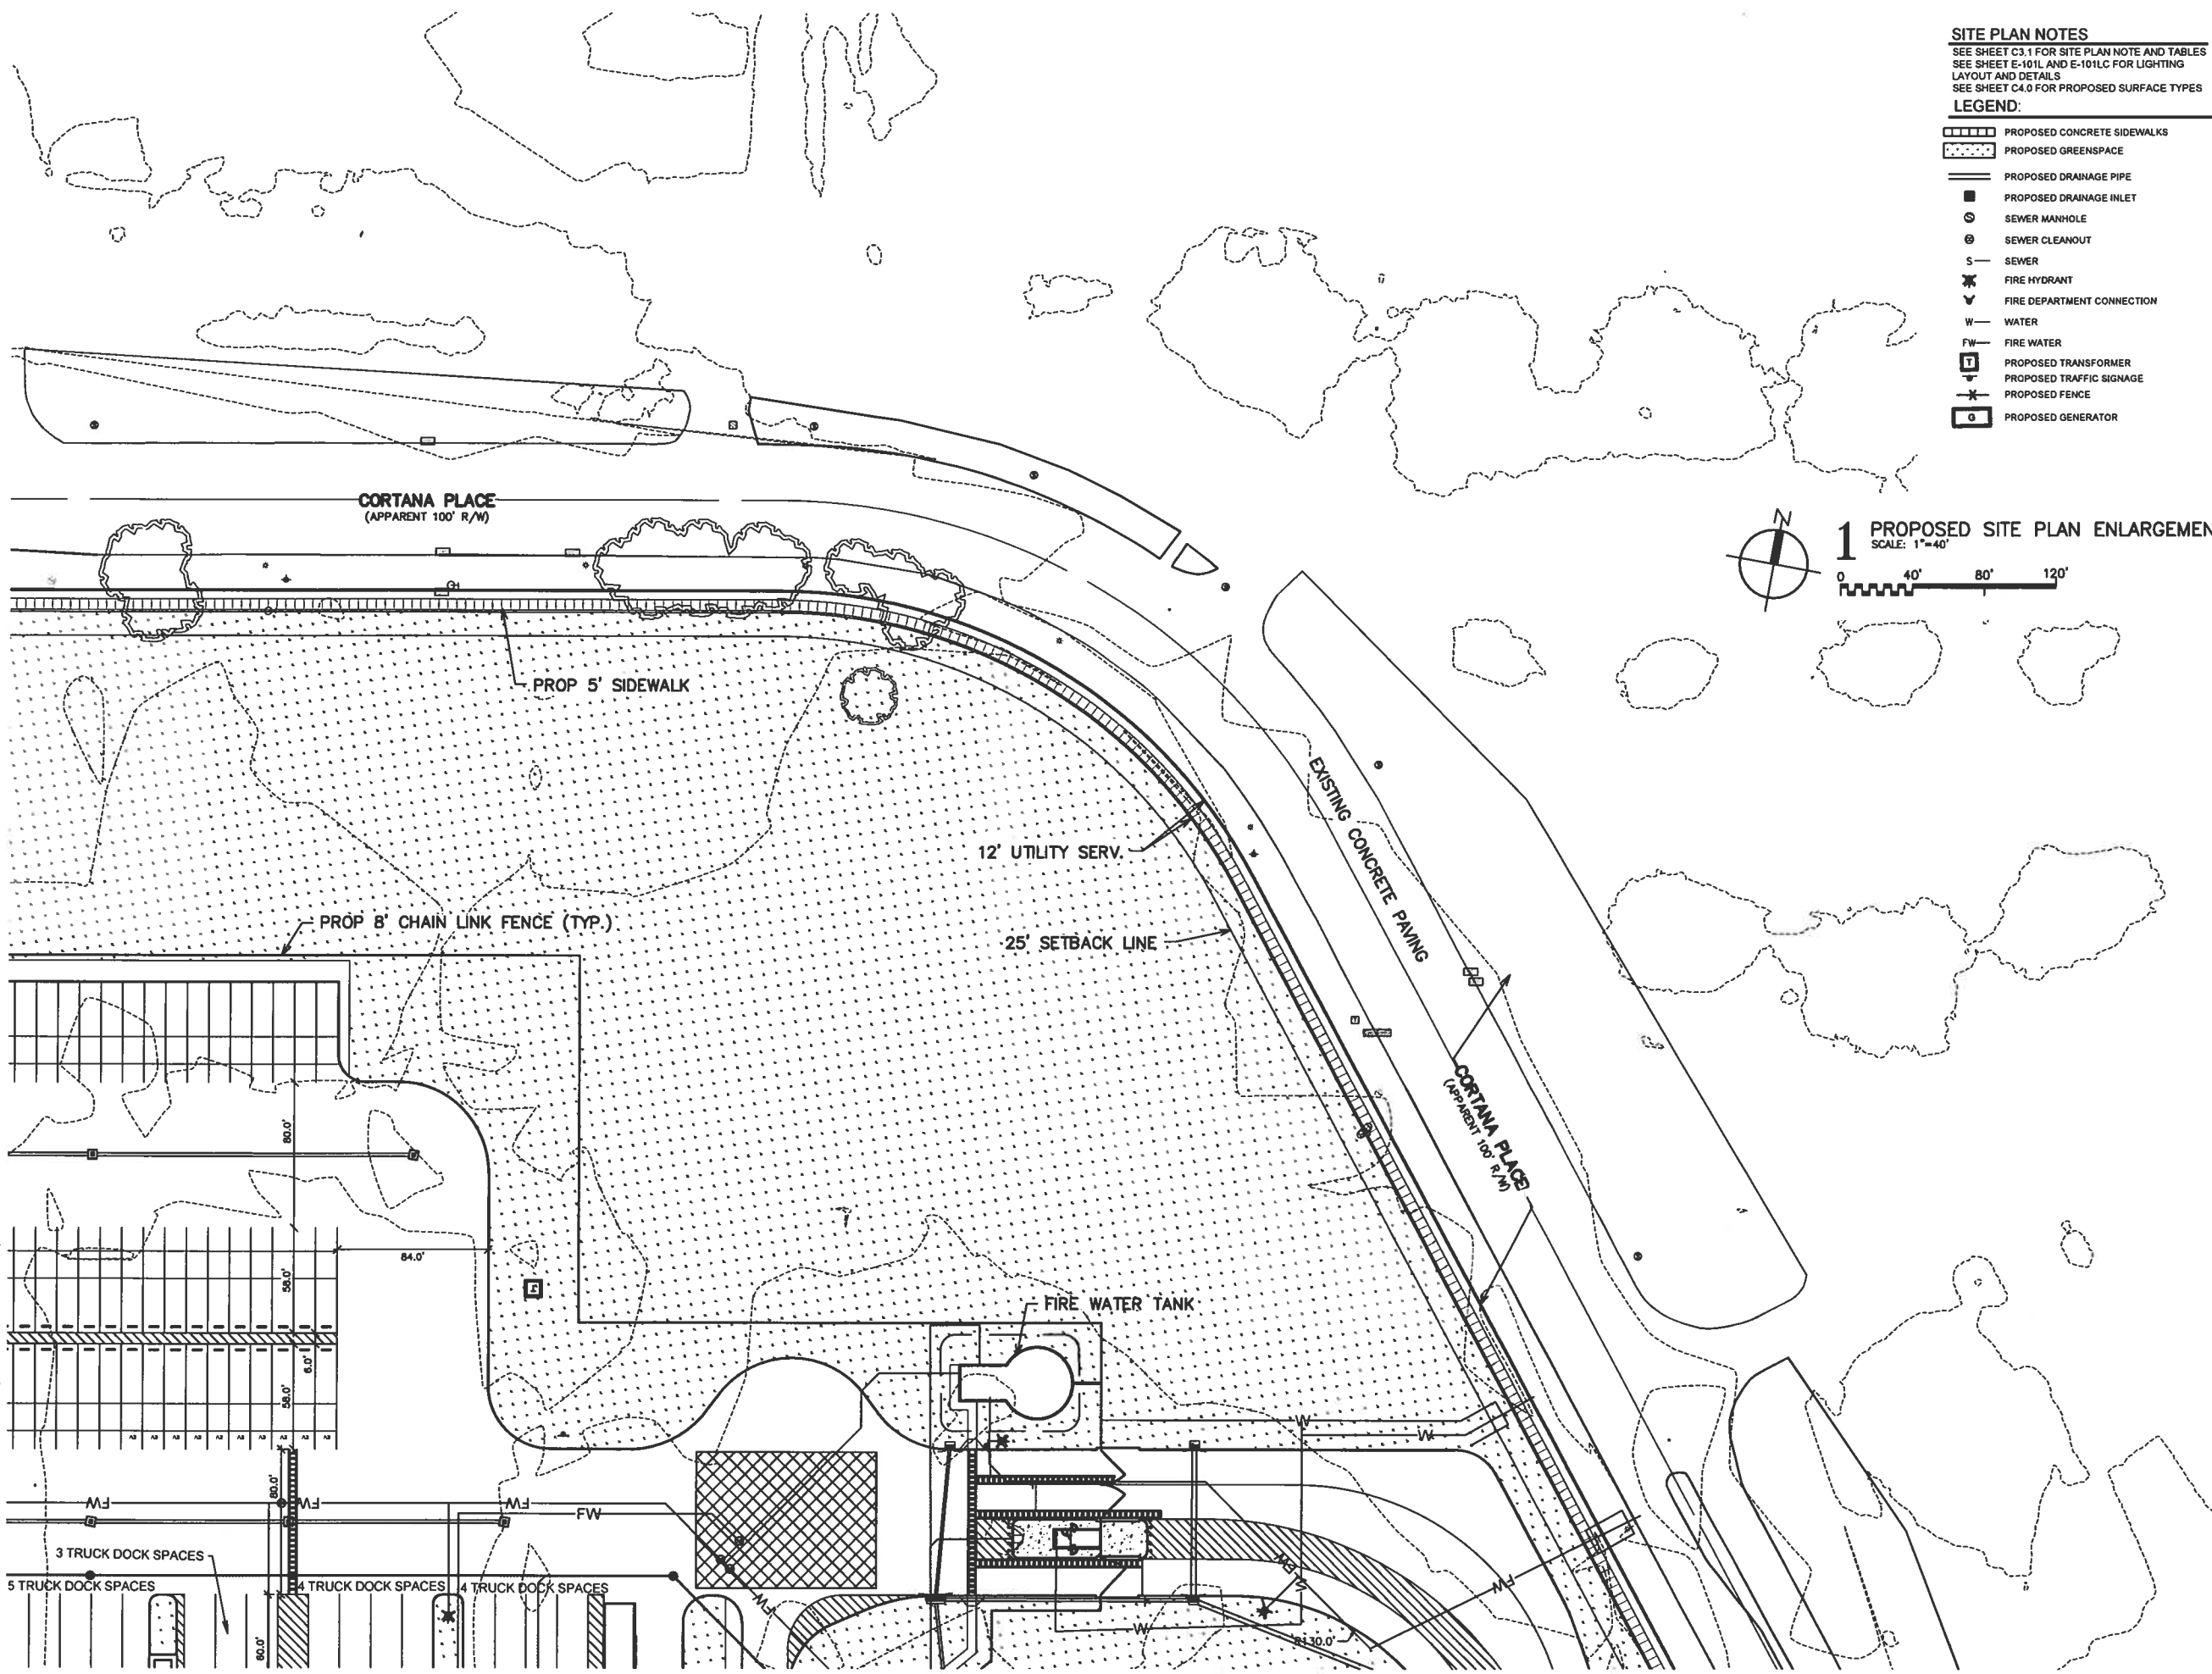 SITE PLAN NOTES
SEE SHEET C3.1 FOR SITE PLAN NOTE AND TABLES
SEE SHEET E-101L AND E-101LC FOR LIGHTING
LAYOUT AND DETAILS
SEE SHEET C4.0 FOR PROPOSED SURFACE TYPES
LEGEND:
PROPOSED CONCRETE SIDEWALKS
PROPOSED GREENSPACE
PROPOSED DRAINAGE PIPE
PROPOSED DRAINAGE INLET
S SEWER MANHOLE
SEWER CLEANOUT
S SEWER
FIRE HYDRANT
FIRE DEPARTMENT CONNECTION
W WATER
FW FIRE WATER
T PROPOSED TRANSFORMER
PROPOSED TRAFFIC SIGNAGE
PROPOSED FENCE
G PROPOSED GENERATOR
CORTANA PLACE
(APPARENT 100' R/W)
N
1 PROPOSED SITE PLAN ENLARGEMEN
SCALE: 1"=40'
0 40' 80' 120'
PROP 5' SIDEWALK
EXISTING CONCRETE PAVING
12' UTILITY SERV.
PROP 8' CHAIN LINK FENCE (TYP.)
25' SETBACK LINE
CORTANA PLACE
(APPARENT 100' R/W)
80.0'
84.0'
58.0'
6.0'
58.0'
FIRE WATER TANK
W
W
80.0'
FW
FW
FW
FW
3 TRUCK DOCK SPACES
5 TRUCK DOCK SPACES
4 TRUCK DOCK SPACES
4 TRUCK DOCK SPACES
FW
FW
W
FW
W
R130.0'
60.0'